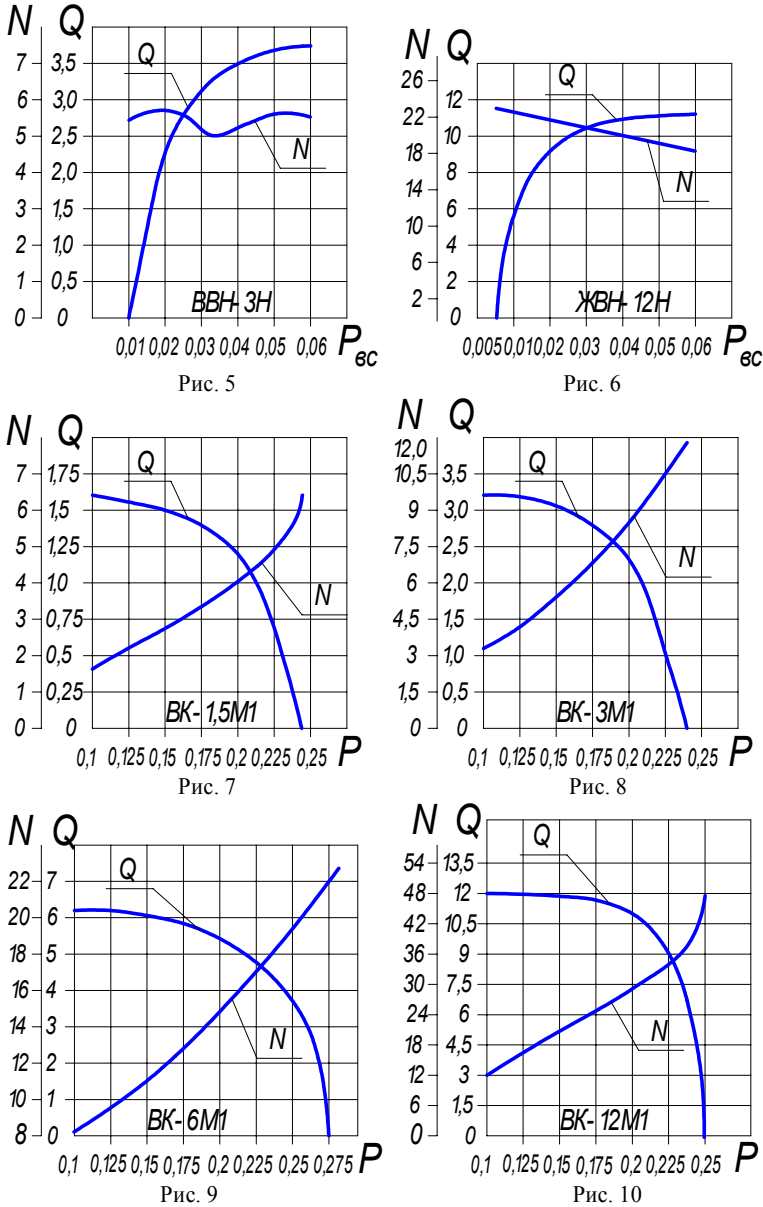 N Q
7 3,5
6 3,0
5 2,5
4 2,0
3 1,5
2 1,0
1 0,5
0 0
Q
N
ВВН-3Н
0,01 0,02 0,03 0,04 0,05 0,06 Pвс
Рис. 5
N Q
26
22 12
18 10
14 8
10 6
6 4
2 2
0
Q
N
ЖВН-12Н
0,005 0,01 0,02 0,03 0,04 0,05 0,06 Pвс
Рис. 6
N Q
7 1,75
6 1,5
5 1,25
4 1,0
3 0,75
2 0,5
1 0,25
0 0
Q
N
ВК-1,5М1
0,1 0,125 0,15 0,175 0,2 0,225 0,25 P
Рис. 7
N Q
12,0
10,5 3,5
9 3,0
7,5 2,5
6 2,0
4,5 1,5
3 1,0
1,5 0,5
0 0
Q
N
ВК-3М1
0,1 0,125 0,15 0,175 0,2 0,225 0,25 P
Рис. 8
N Q
22 7
20 6
18 5
16 4
14 3
12 2
10 1
8 0
Q
N
ВК-6М1
0,1 0,125 0,15 0,175 0,2 0,225 0,25 0,275 P
Рис. 9
N Q
54 13,5
48 12
42 10,5
36 9
30 7,5
24 6
18 4,5
12 3
6 1,5
0 0
Q
N
ВК-12М1
0,1 0,125 0,15 0,175 0,2 0,225 0,25 P
Рис. 10